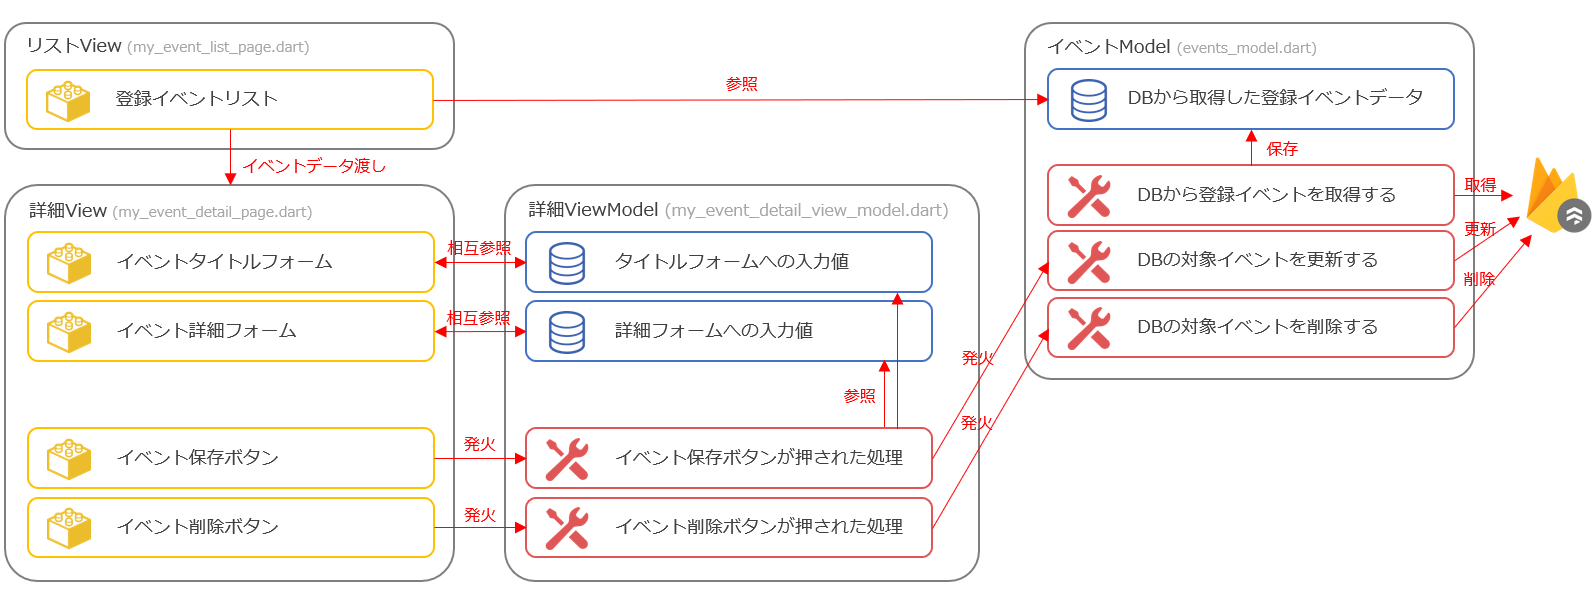 リストView (my_event_list_page.dart)
登録イベントリスト
参照
イベントModel (events_model.dart)
DBから取得した登録イベントデータ
保存
DBから登録イベントを取得する
取得
DBの対象イベントを更新する
更新
DBの対象イベントを削除する
削除
イベントデータ渡し
詳細View (my_event_detail_page.dart)
イベントタイトルフォーム
相互参照
イベント詳細フォーム
相互参照
イベント保存ボタン
発火
イベント削除ボタン
発火
詳細ViewModel (my_event_detail_view_model.dart)
タイトルフォームへの入力値
詳細フォームへの入力値
参照
イベント保存ボタンが押された処理
発火
イベント削除ボタンが押された処理
発火